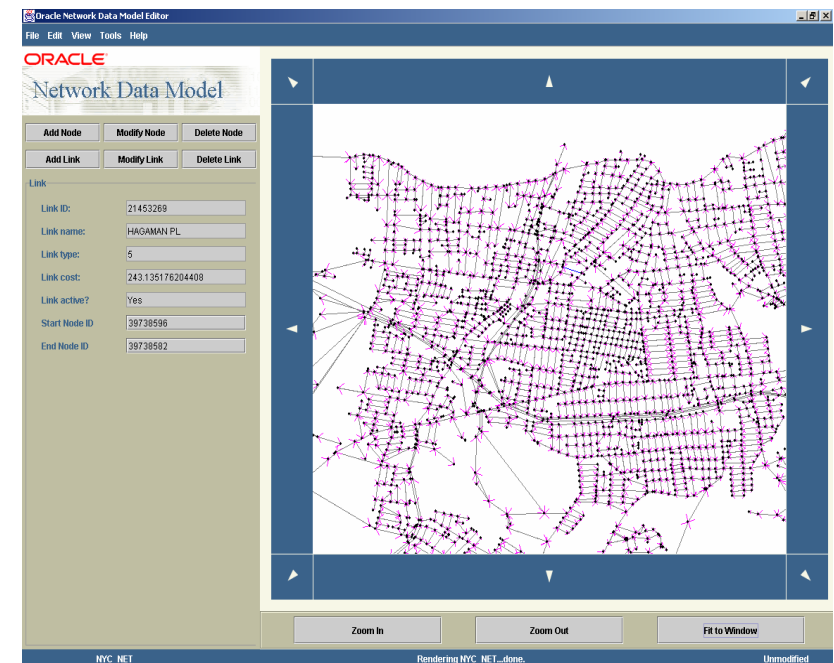 Oracle Network Data Model Editor
File Edit View Tools Help
ORACLE
Network Data Model
Add Node Modify Node Delete Node
Add Link Modify Link Delete Link
Link
Link ID: 21453269
Link name: HAGAMAN PL
Link type: 5
Link cost: 243.135176204408
Link active? Yes
Start Node ID 39738596
End Node ID 39738582
Zoom In Zoom Out Fit to Window
NYC_NET Rendering NYC_NET...done. Unmodified